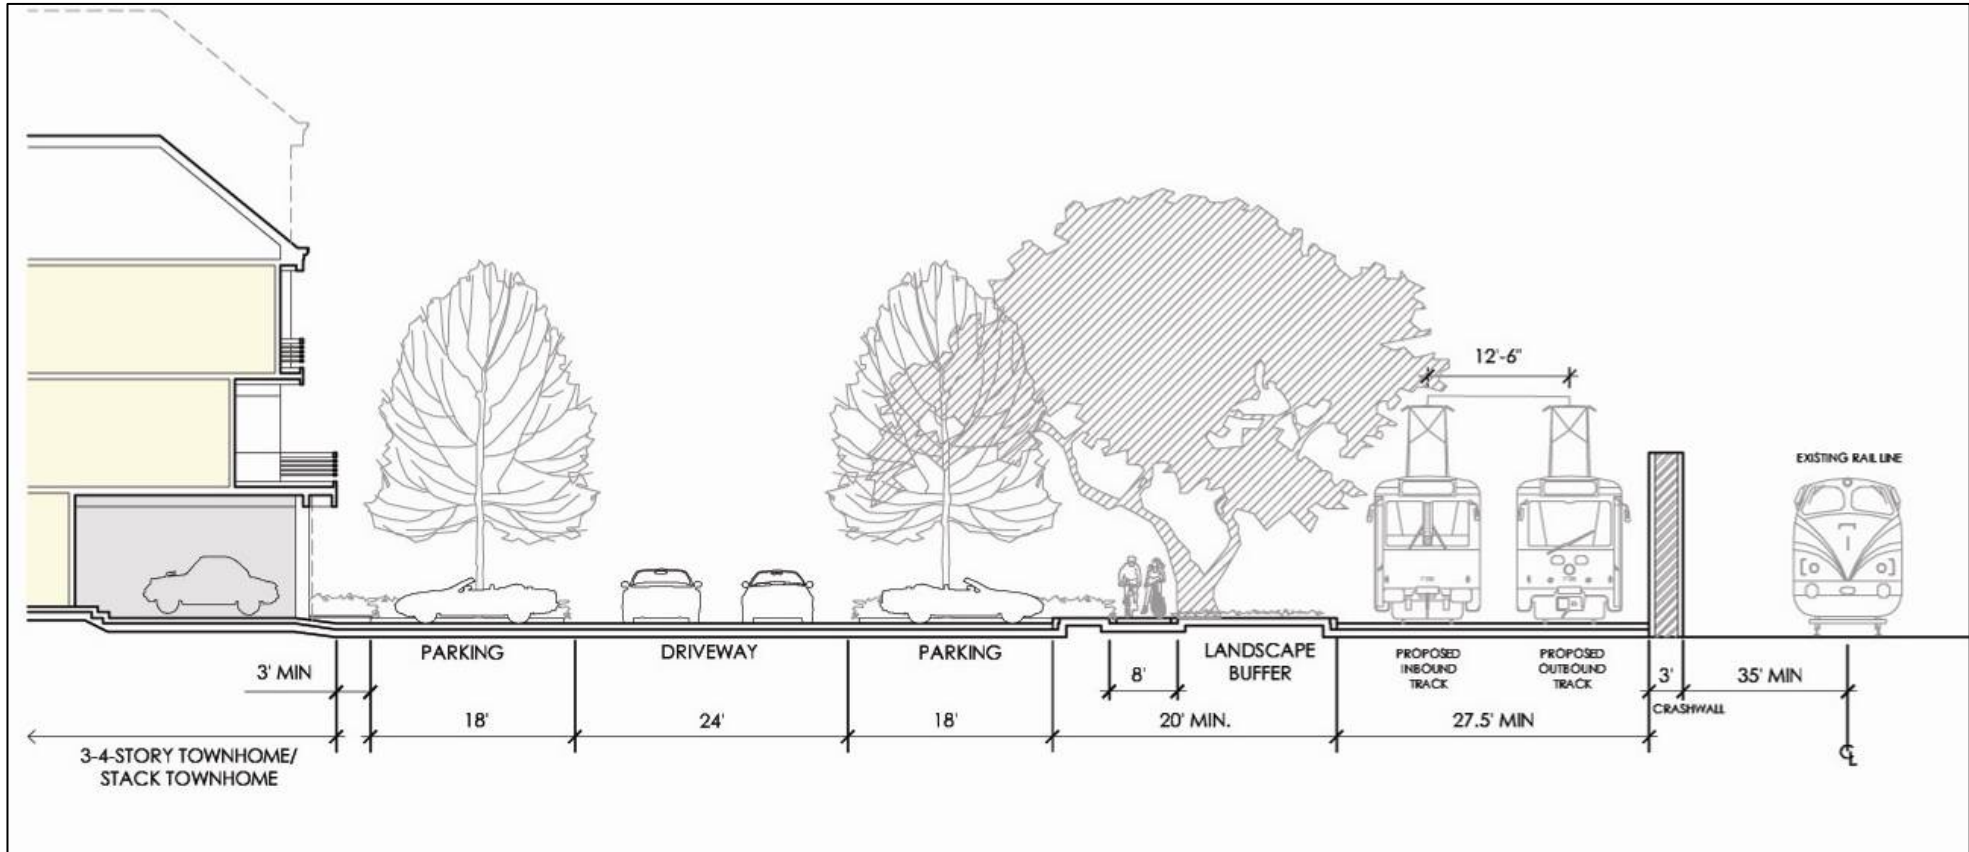 12'-6"
EXISTING RAIL LINE
PARKING
DRIVEWAY
PARKING
LANDSCAPE
BUFFER
PROPOSED
INBOUND
TRACK
PROPOSED
OUTBOUND
TRACK
3' MIN
8'
3'
35' MIN
CRASHWALL
18'
24'
18'
20' MIN.
27.5' MIN
3-4-STORY TOWNHOME/
STACK TOWNHOME
CL